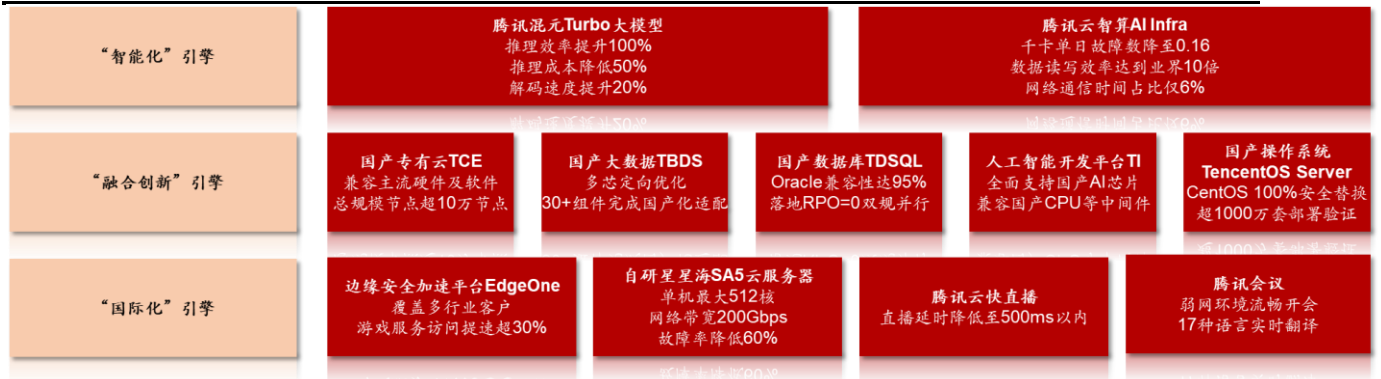 “智能化”引擎
腾讯混元Turbo大模型
推理效率提升100%
推理成本降低50%
解码速度提升20%
腾讯云智算AI Infra
千卡单日故障数降至0.16
数据读写效率达到业界10倍
网络通信时间占比仅6%
“融合创新”引擎
国产专有云TCE
兼容主流硬件及软件
总规模节点超10万节点
国产大数据TBDS
多芯定向优化
30+组件完成国产化适配
国产数据库TDSQL
Oracle兼容性达95%
落地RPO=0双规并行
人工智能开发平台TI
全面支持国产AI芯片
兼容国产CPU等中间件
国产操作系统
TencentOS Server
CentOS 100%安全替换
超1000万套部署验证
“国际化”引擎
边缘安全加速平台EdgeOne
覆盖多行业客户
游戏服务访问提速超30%
自研星星海SA5云服务器
单机最大512核
网络带宽200Gbps
故障率降低60%
腾讯云快直播
直播延时降低至500ms以内
腾讯会议
弱网环境流畅开会
17种语言实时翻译